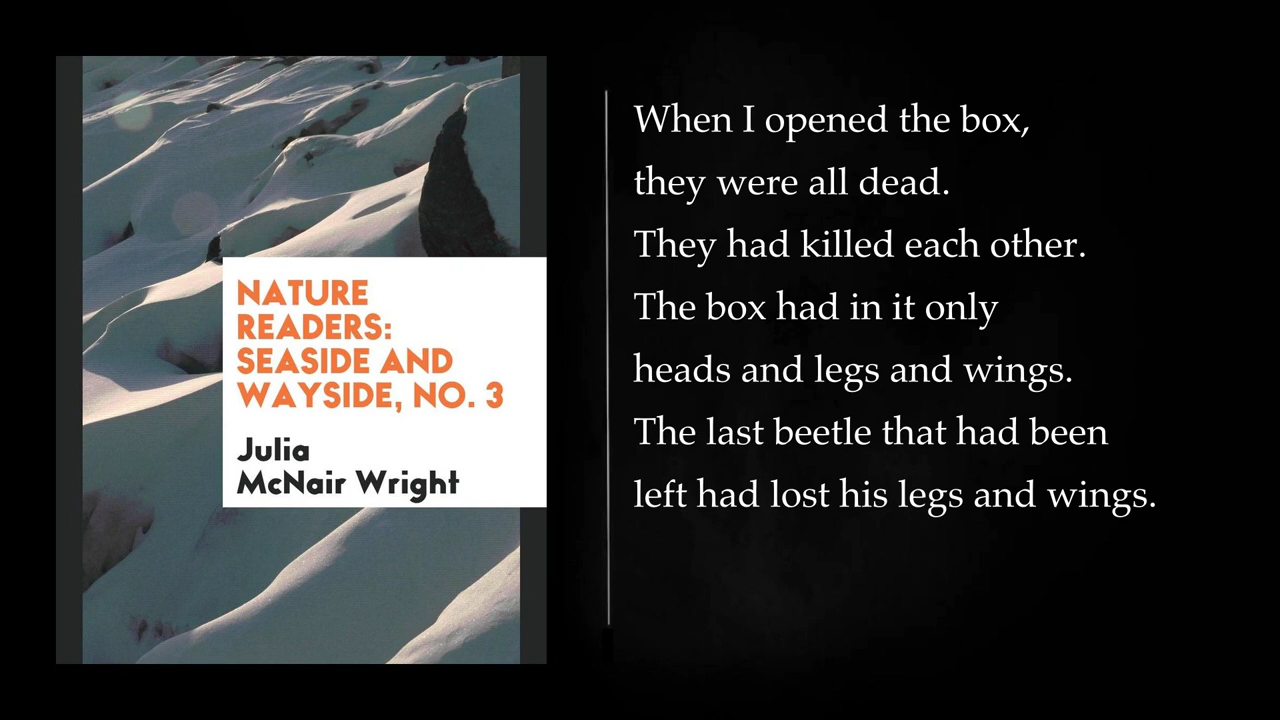 NATURE
READERS:
SEASIDE AND
WAYSIDE, NO. 3
Julia
McNair Wright
When I opened the box,
they were all dead.
They had killed each other.
The box had in it only
heads and legs and wings.
The last beetle that had been
left had lost his legs and wings.